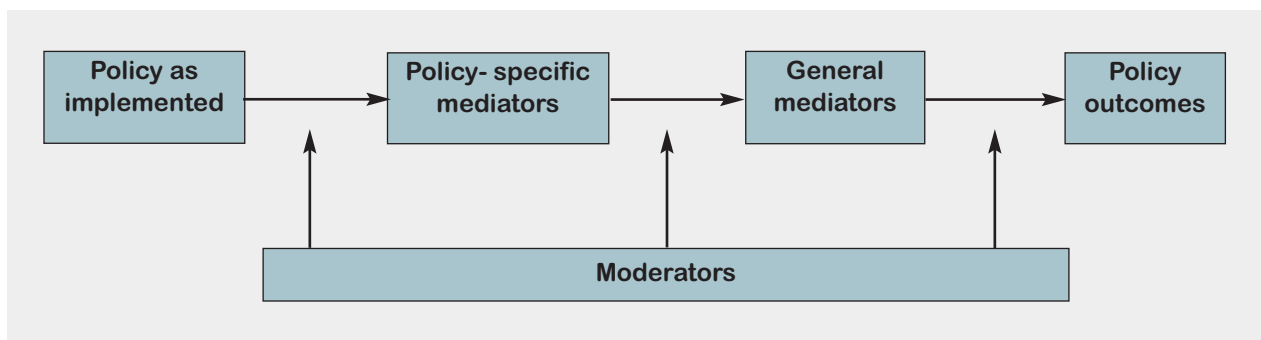 Policy as
implemented
Policy- specific
mediators
General
mediators
Policy
outcomes
Moderators